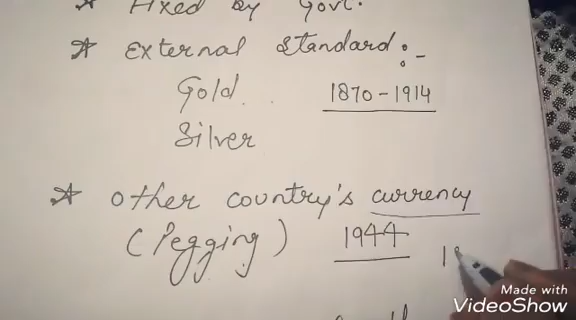 * Fixed by Govt.
* External Standard :-
Gold 1870-1914
Silver
* other country's currency
(Pegging) 1944
Made with
VideoShow